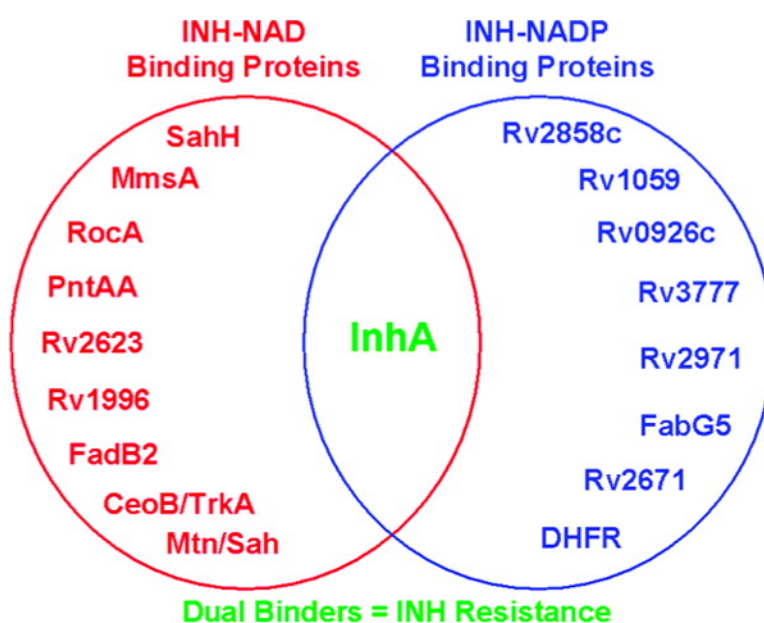 INH-NAD
Binding Proteins
INH-NADP
Binding Proteins
SahH
MmsA
RocA
PntAA
Rv2623
Rv1996
FadB2
CeoB/TrkA
Mtn/Sah
InhA
Rv2858c
Rv1059
Rv0926c
Rv3777
Rv2971
FabG5
Rv2671
DHFR
Dual Binders = INH Resistance